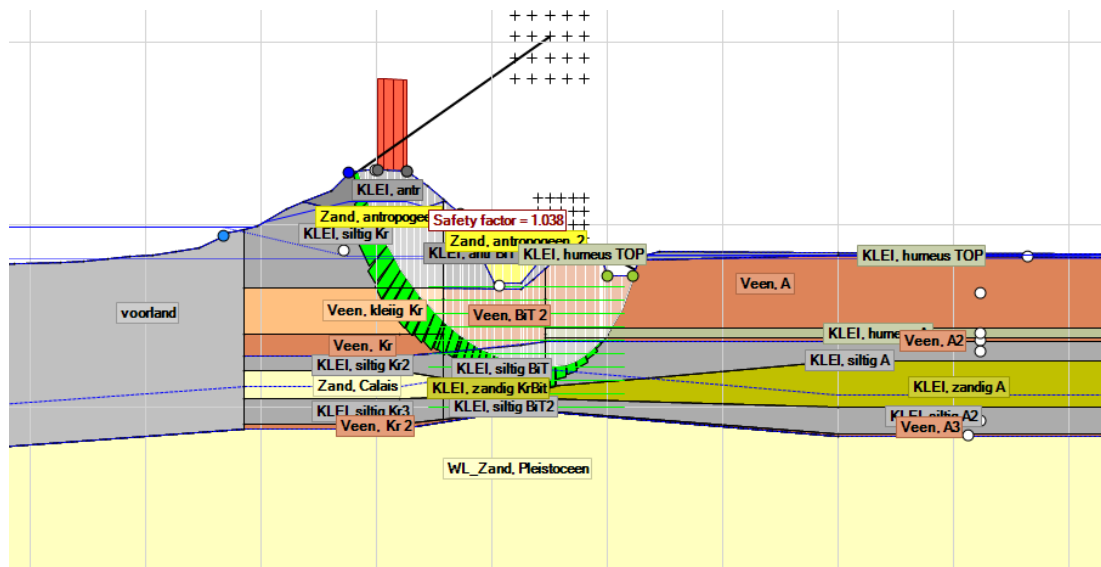 KLEI, antr
Zand, antropogee
Safety factor = 1.038
KLEI, siltig Kr
Zand, antropogeen 2
KLEI, antr BiT
KLEI, humeus TOP
KLEI, humeus TOP
Veen, A
voorland
Veen, kleiig Kr
Veen, BiT 2
KLEI, hume
Veen, A2
Veen, Kr
KLEI, siltig A
KLEI, siltig Kr2
KLEI, siltig BiT
Zand, Calais
KLEI, zandig KrBit
KLEI, zandig A
KLEI, siltig Kr3
KLEI, siltig BiT2
KLEI, siltig A2
Veen, Kr 2
Veen, A3
WL_Zand, Pleistoceen